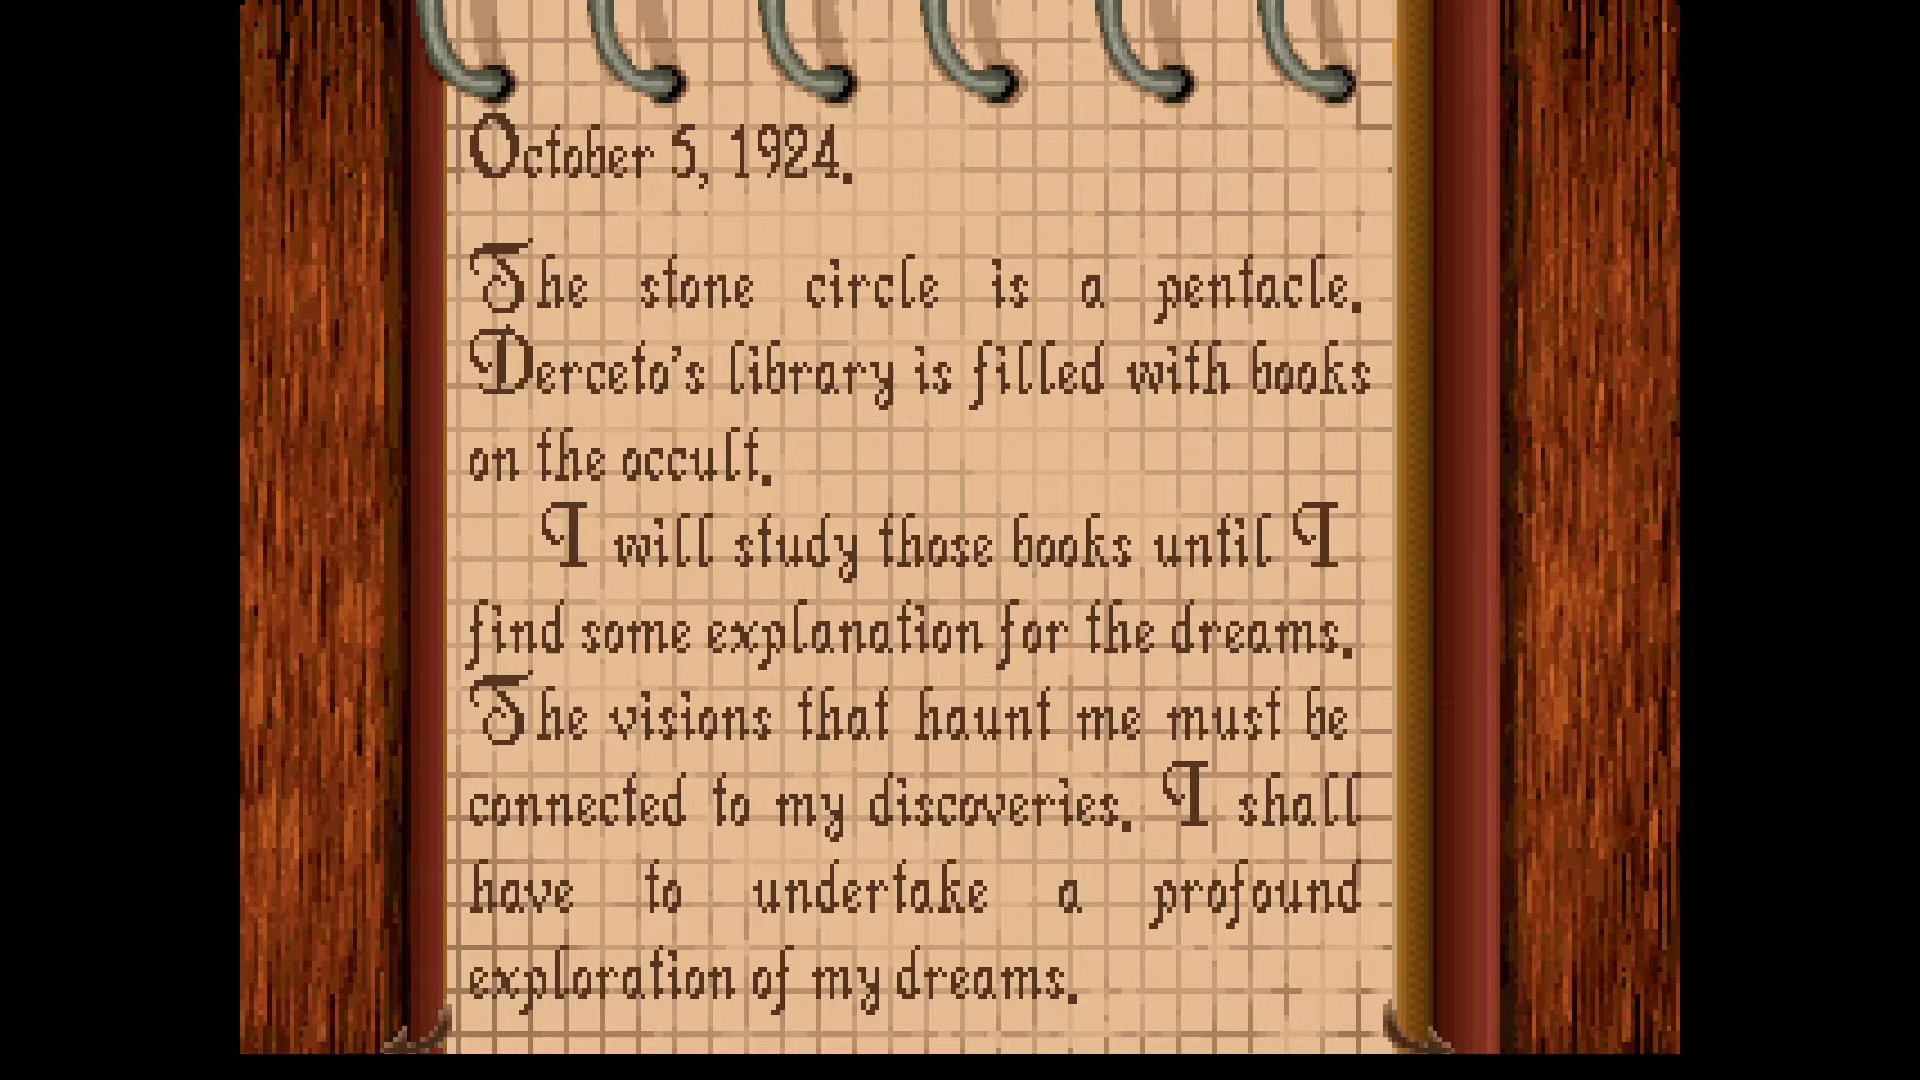 October 5, 1924.
The stone circle is a pentacle.
Derceto's library is filled with books
on the occult.
I will study those books until I
find some explanation for the dreams.
The visions that haunt me must be
connected to my discoveries. I shall
have to undertake a profound
exploration of my dreams.